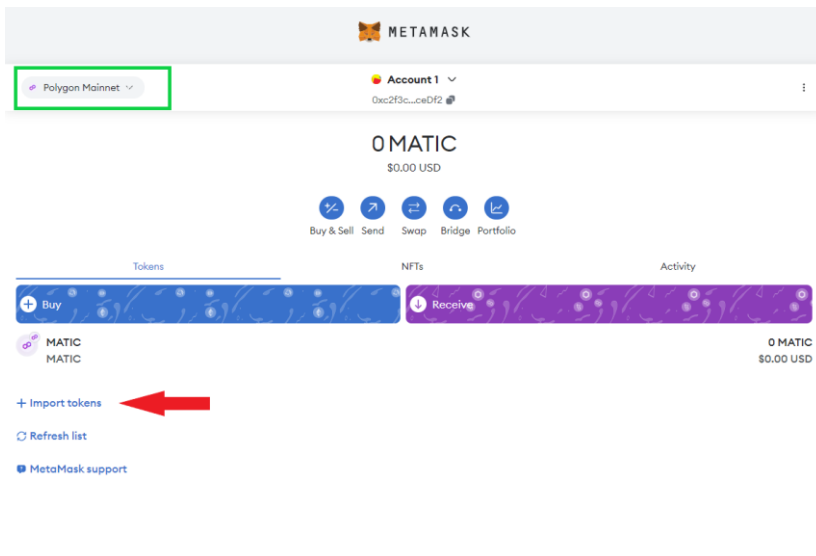 METAMASK
Polygon Mainnet
Account 1
0xc2f3c...ceDf2
0 MATIC
$0.00 USD
Buy & Sell Send Swap Bridge Portfolio
Tokens NFTs Activity
Buy Receive
MATIC 0 MATIC
MATIC $0.00 USD
+ Import tokens
Refresh list
MetaMask support